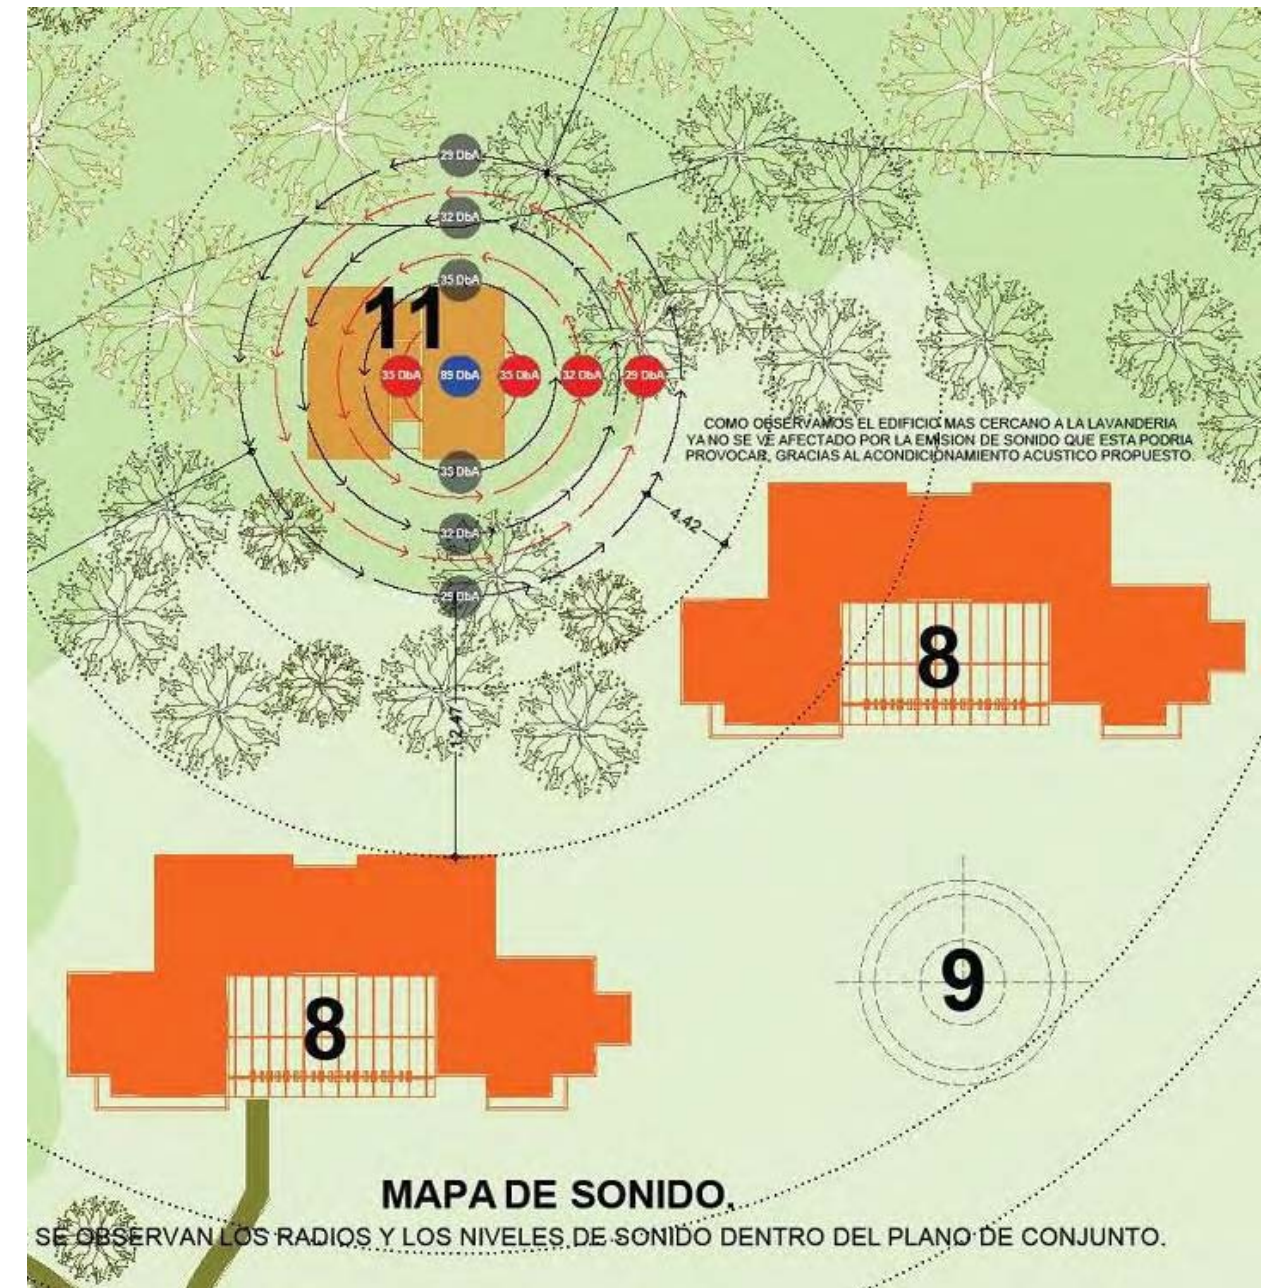 29 DbA
32 DbA
35 DbA
11
35 DbA
89 DbA
35 DbA
32 DbA
29 DbA
COMO OBSERVAMOS EL EDIFICIO MAS CERCANO A LA LAVANDERIA
YA NO SE VE AFECTADO POR LA EMISION DE SONIDO QUE ESTA PODRIA
PROVOCAR, GRACIAS AL ACONDICIONAMIENTO ACUSTICO PROPUESTO.
35 DbA
4.42
32 DbA
29 DbA
8
12.47
9
8
MAPA DE SONIDO.
SE OBSERVAN LOS RADIOS Y LOS NIVELES DE SONIDO DENTRO DEL PLANO DE CONJUNTO.